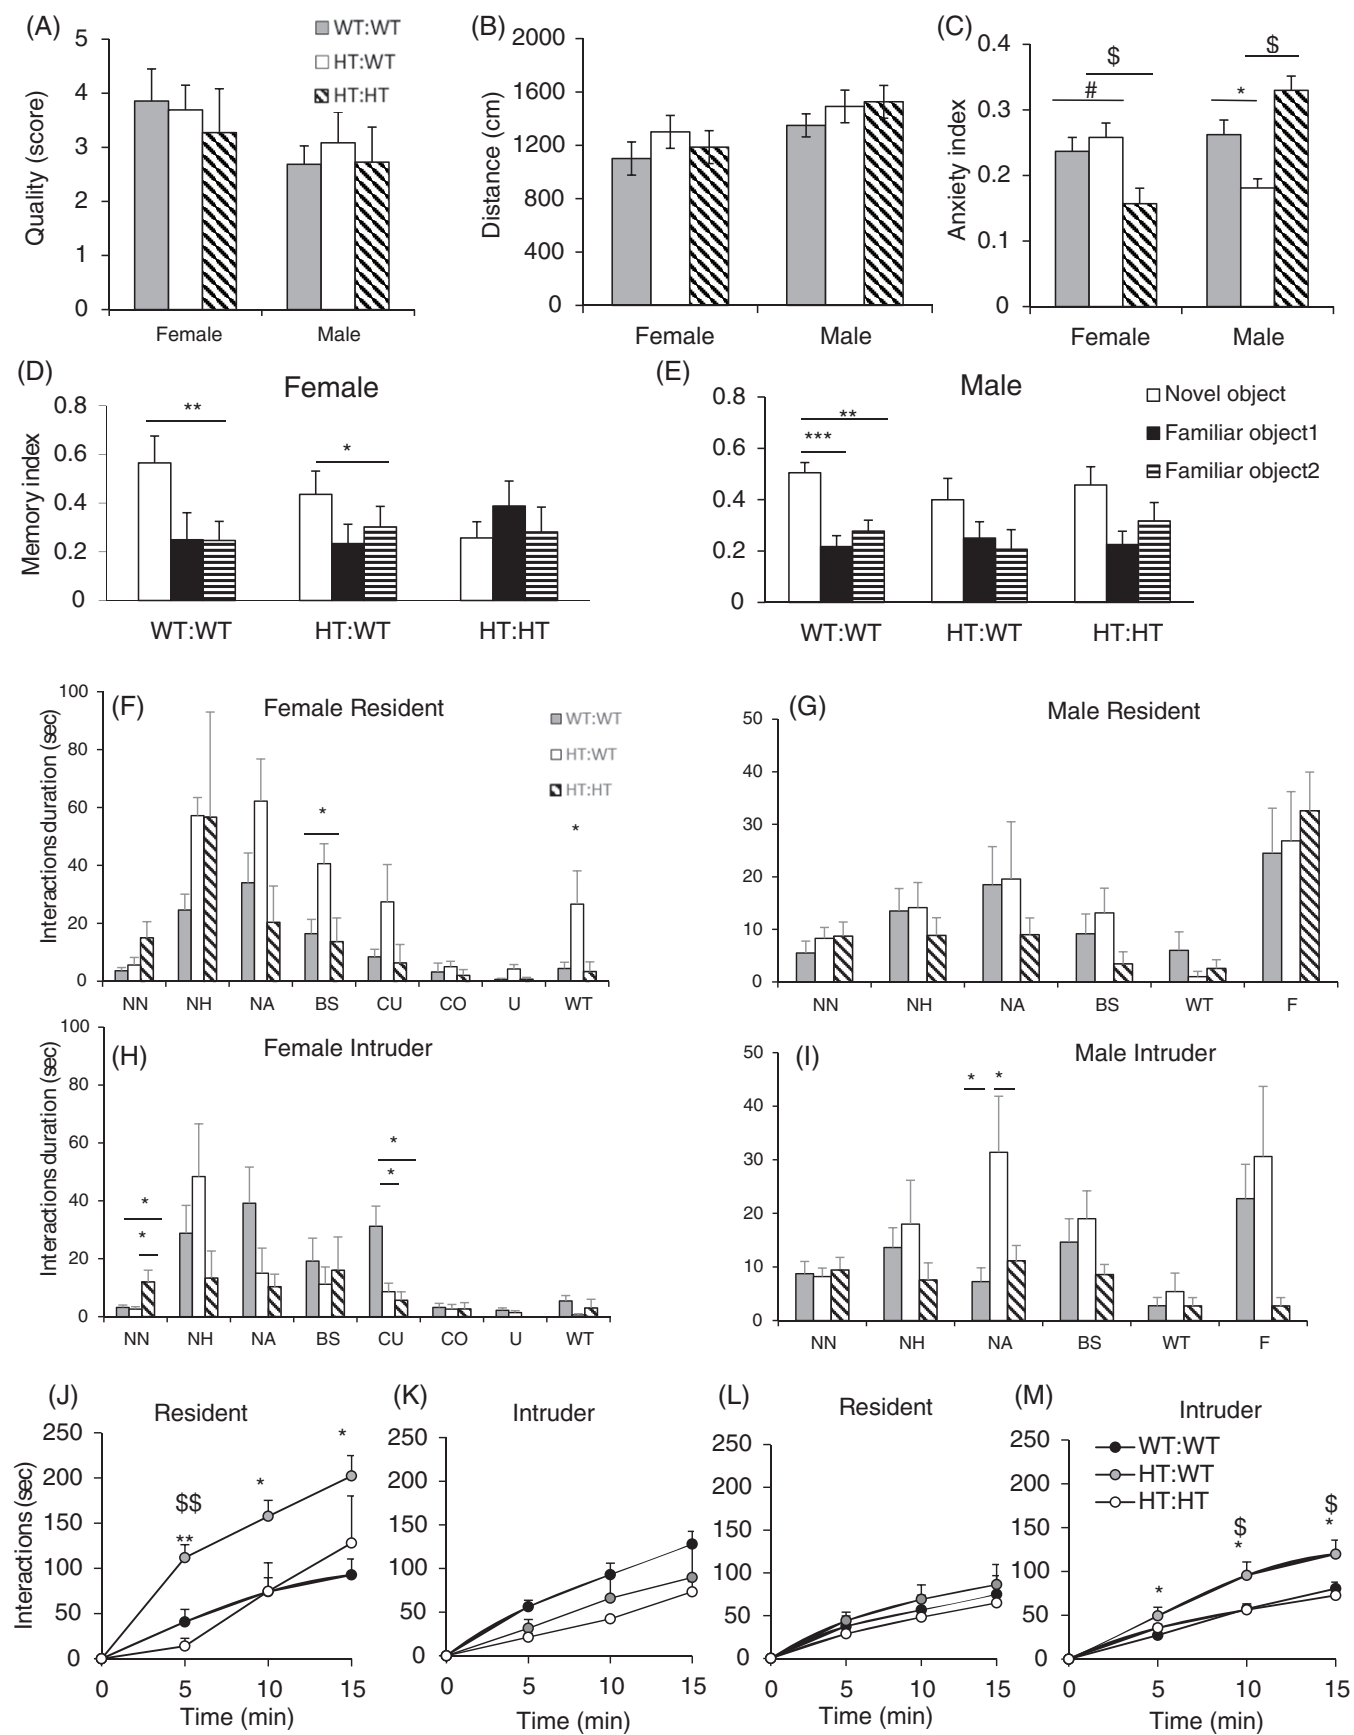 (A)
WT:WT
HT:WT
HT:HT
Quality (score)
5
4
3
2
1
0
Female
Male
(B)
Distance (cm)
2000
1600
1200
800
400
0
Female
Male
(C)
Anxiety index
0.4
0.3
0.2
0.1
0
#
$
*
$
Female
Male
(D)
Female
Memory index
0.8
0.6
0.4
0.2
0
**
*
WT:WT
HT:WT
HT:HT
(E)
Male
0.8
0.6
0.4
0.2
0
**
***
Novel object
Familiar object1
Familiar object2
WT:WT
HT:WT
HT:HT
(F)
Female Resident
WT:WT
HT:WT
HT:HT
Interactions duration (sec)
100
80
60
40
20
0
*
*
NN
NH
NA
BS
CU
CO
U
WT
(G)
Male Resident
50
40
30
20
10
0
NN
NH
NA
BS
WT
F
(H)
Female Intruder
Interactions duration (sec)
100
80
60
40
20
0
*
*
*
*
NN
NH
NA
BS
CU
CO
U
WT
(I)
Male Intruder
50
40
30
20
10
0
*
*
NN
NH
NA
BS
WT
F
(J)
Resident
Interactions (sec)
250
200
150
100
50
0
$$
**
*
*
0
5
10
15
Time (min)
(K)
Intruder
250
200
150
100
50
0
0
5
10
15
Time (min)
(L)
Resident
250
200
150
100
50
0
0
5
10
15
Time (min)
(M)
Intruder
WT:WT
HT:WT
HT:HT
250
200
150
100
50
0
*
$
*
$
*
0
5
10
15
Time (min)